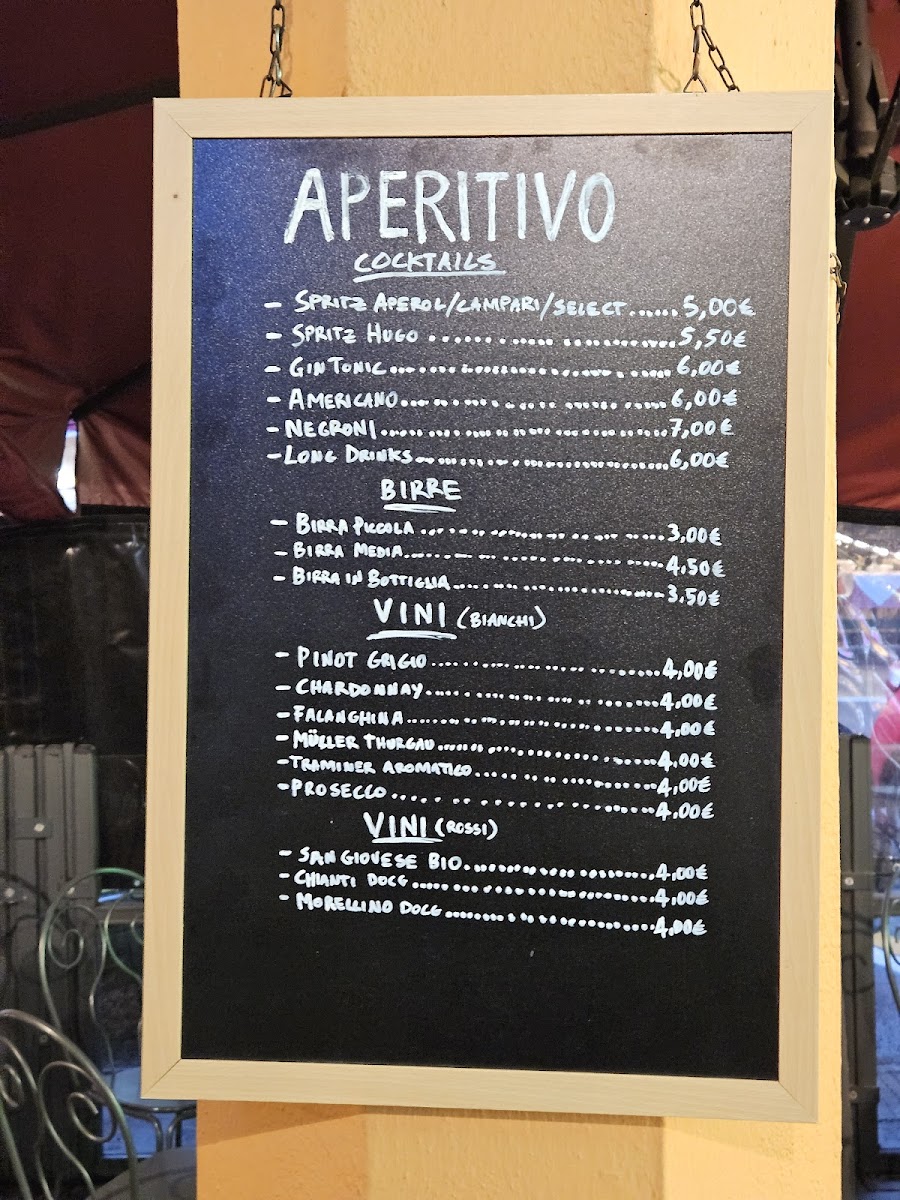 APERITIVO
COCKTAILS
- SPRITZ APEROL/CAMPARI/SELECT......5,00€
- SPRITZ HUGO ..............................5,50€
- GIN TONIC..............................6,00€
- AMERICANO..............................6,00€
- NEGRONI..............................7,00€
- LONG DRINKS..............................6,00€
BIRRE
- BIRRA PICCOLA ..............................3,00€
- BIRRA MEDIA..............................4.50€
- BIRRA IN BOTTIGLIA..............................3.50€
VINI (BIANCHI)
- PINOT GRIGIO..............................4,00€
- CHARDONNAY..............................4.00€
- FALANGHINA..............................4.00€
- MÜLLER THURGAU..............................4.00€
- TRAMINER AROMATICO..............................4,00€
- PROSECCO..............................4.00€
VINI (ROSSI)
- SANGIOVESE BIO..............................4.00€
- CHIANTI DOCG..............................4.00€
- MORELLINO DOCG..............................4.00€